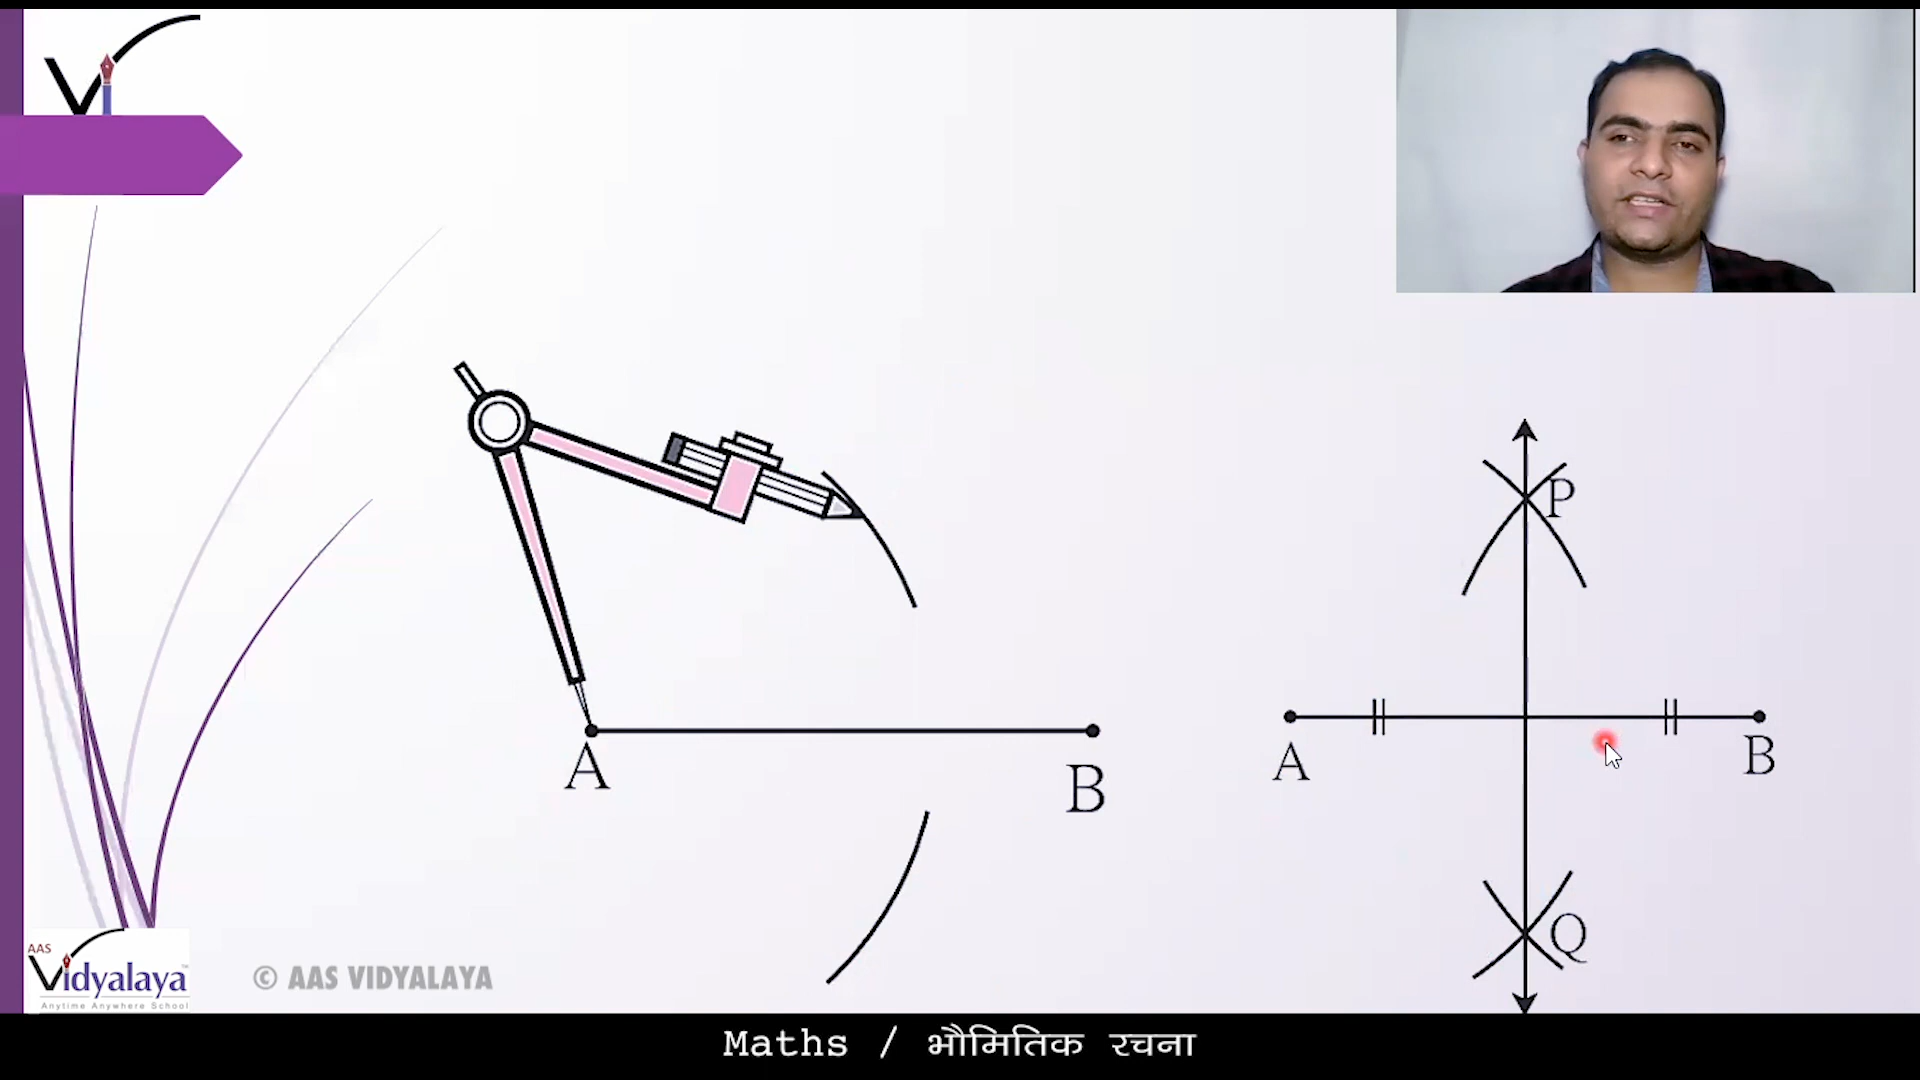 P
A
B
A
B
Q
AAS
Vidyalaya
Anytime Anywhere School
© AAS VIDYALAYA
Maths / भौमितिक रचना